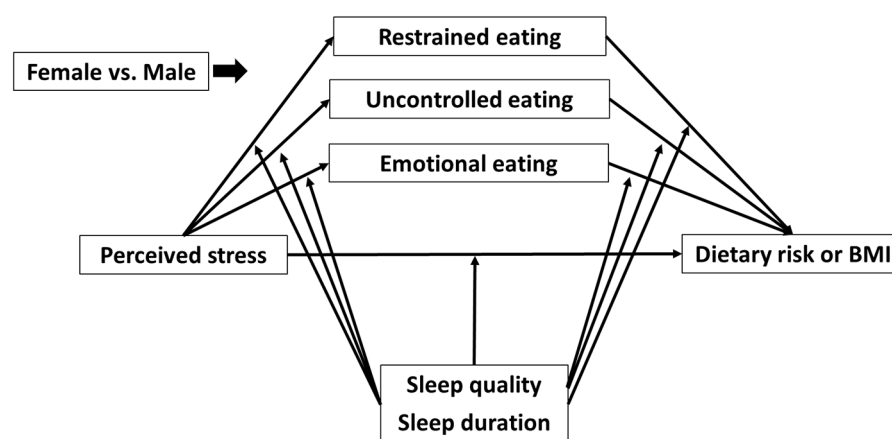 Restrained eating
Female vs. Male
Uncontrolled eating
Emotional eating
Perceived stress
Dietary risk or BMI
Sleep quality
Sleep duration